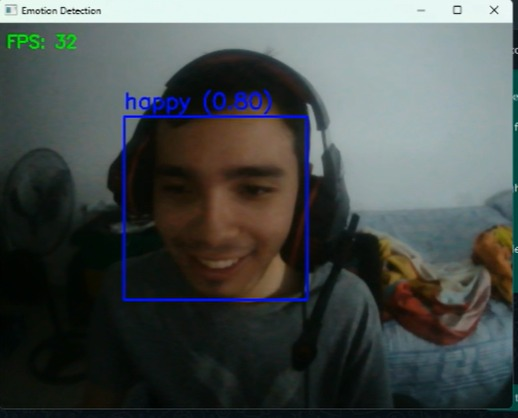 Emotion Detection
FPS: 32
happy (0.80)